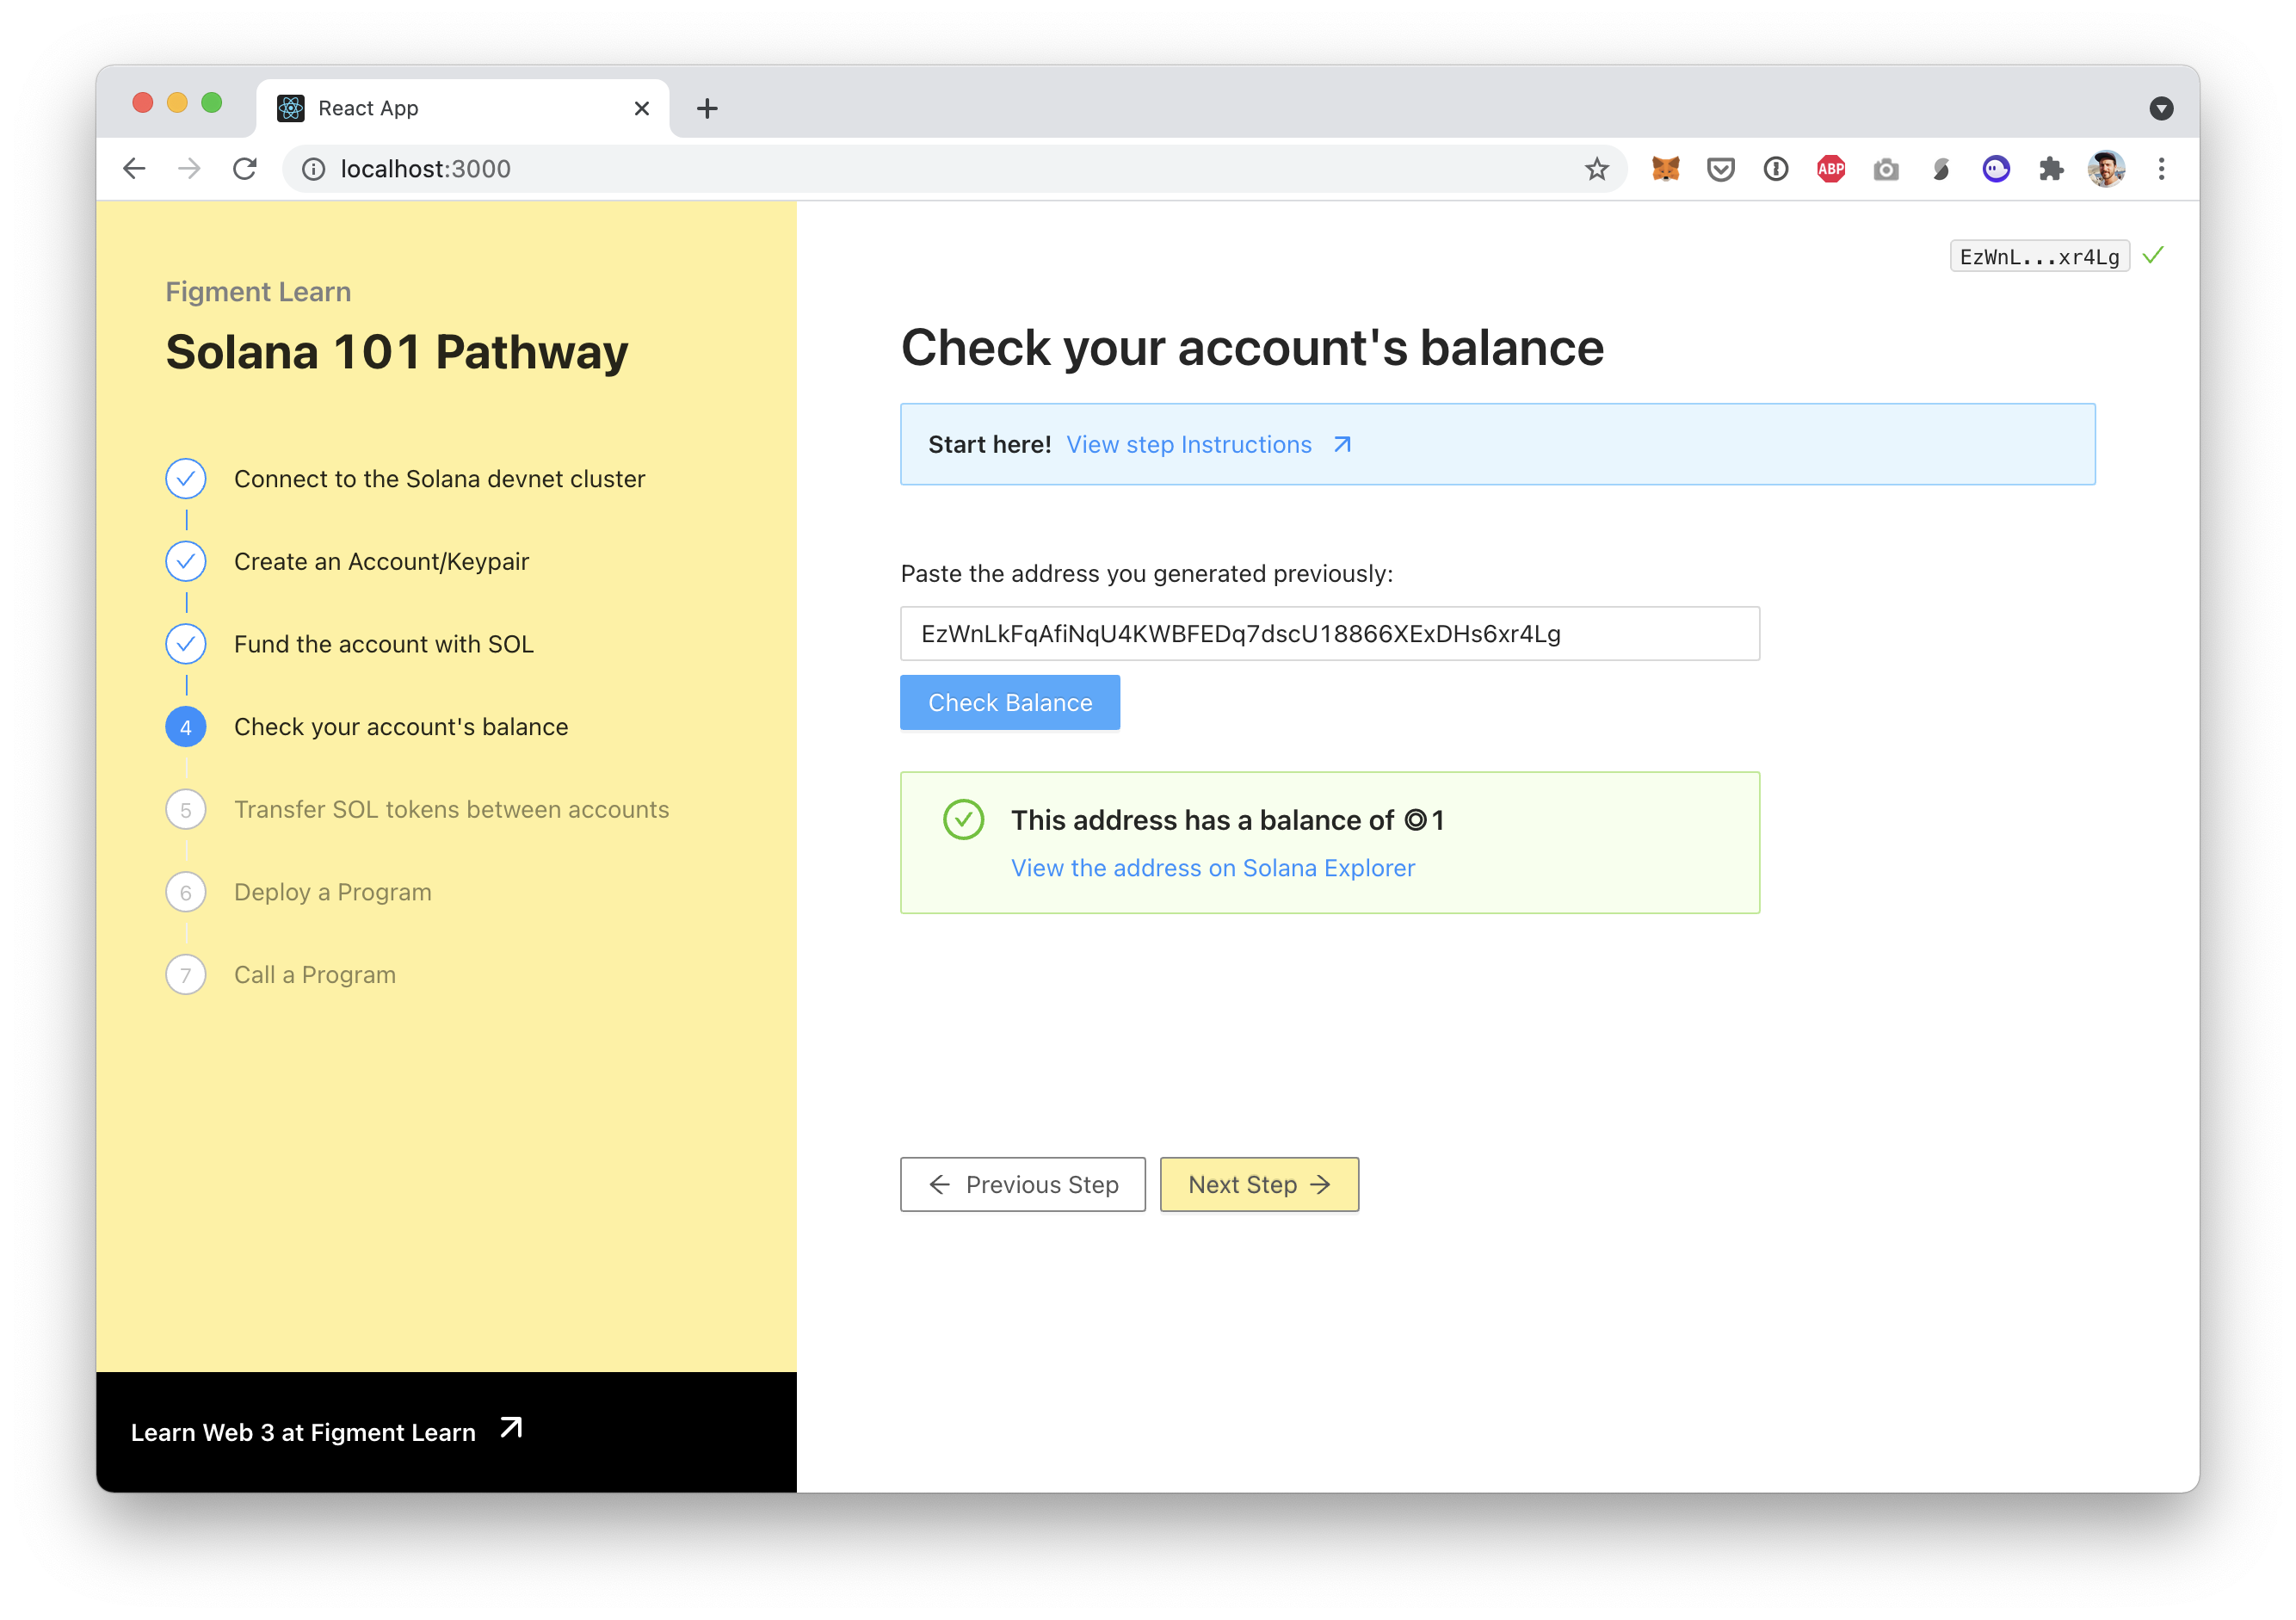 React App
localhost:3000
ABP
EzWnL...xr4Lg
Figment Learn
Solana 101 Pathway
Connect to the Solana devnet cluster
Create an Account/Keypair
Fund the account with SOL
4 Check your account's balance
5 Transfer SOL tokens between accounts
6 Deploy a Program
7 Call a Program
Learn Web 3 at Figment Learn
Check your account's balance
Start here! View step Instructions
Paste the address you generated previously:
EzWnLkFqAfiNqU4KWBFEDq7dscU18866XExDHs6xr4Lg
Check Balance
This address has a balance of ◎1
View the address on Solana Explorer
Previous Step
Next Step